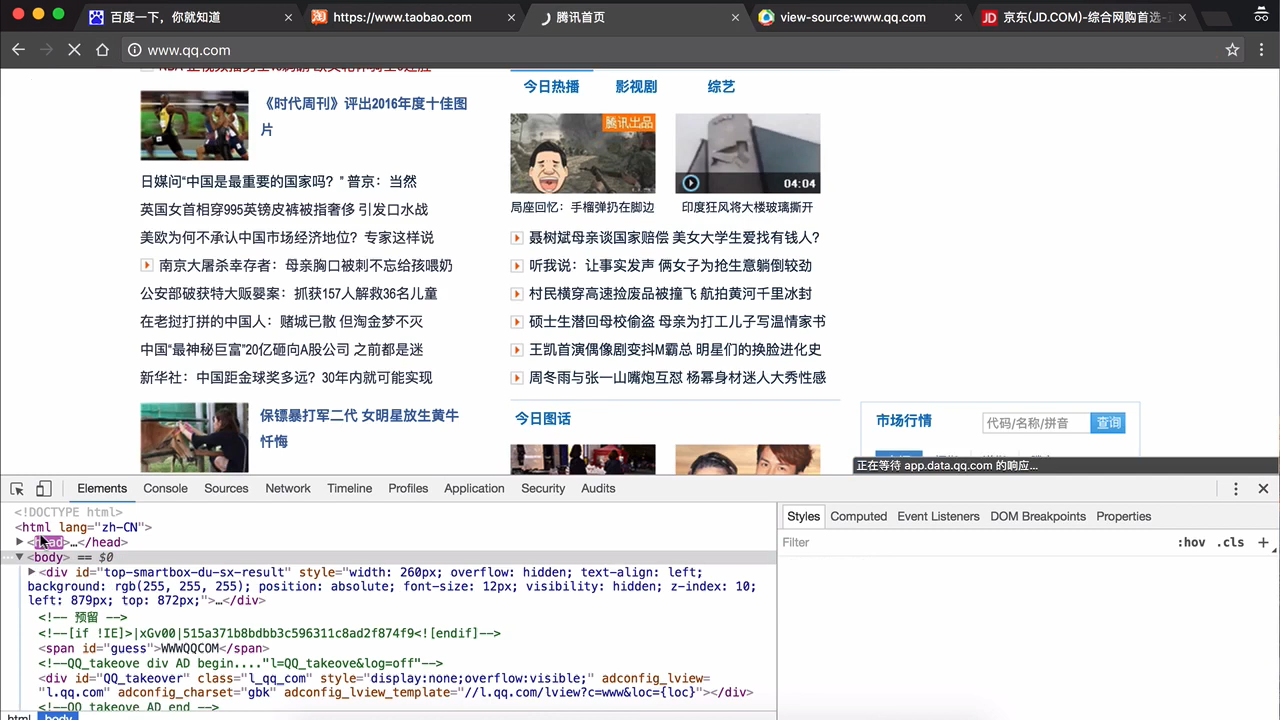 百度一下，你就知道
https://www.taobao.com
腾讯首页
view-source:www.qq.com
京东(JD.COM)-综合网购首选-
www.qq.com
《时代周刊》评出2016年度十佳图
片
日媒问“中国是最重要的国家吗？” 普京：当然
英国女首相穿995英镑皮裤被指奢侈 引发口水战
美欧为何不承认中国市场经济地位？专家这样说
南京大屠杀幸存者：母亲胸口被刺不忘给孩喂奶
公安部破获特大贩婴案：抓获157人解救36名儿童
在老挝打拼的中国人：赌城已散 但淘金梦不灭
中国“最神秘巨富”20亿砸向A股公司 之前都是迷
新华社：中国距金球奖多远？30年内就可能实现
保镖暴打军二代 女明星放生黄牛
忏悔
今日热播 影视剧 综艺
腾讯出品
04:04
局座回忆：手榴弹扔在脚边 印度狂风将大楼玻璃撕开
聂树斌母亲谈国家赔偿 美女大学生爱找有钱人?
听我说：让事实发声 俩女子为抢生意躺倒较劲
村民横穿高速捡废品被撞飞 航拍黄河千里冰封
硕士生潜回母校偷盗 母亲为打工儿子写温情家书
王凯首演偶像剧变抖M霸总 明星们的换脸进化史
周冬雨与张一山嘴炮互怼 杨幂身材迷人大秀性感
今日图话
市场行情 代码/名称/拼音 查询
正在等待 app.data.qq.com 的响应...
Elements Console Sources Network Timeline Profiles Application Security Audits
<!DOCTYPE html>
<html lang="zh-CN">
<head>…</head>
<body> == $0
<div id="top-smartbox-du-sx-result" style="width: 260px; overflow: hidden; text-align: left;
background: rgb(255, 255, 255); position: absolute; font-size: 12px; visibility: hidden; z-index: 10;
left: 879px; top: 872px;">…</div>
<!-- 预留 -->
<!--[if !IE]>|xGv00|515a371b8bdbb3c596311c8ad2f874f9<![endif]-->
<span id="guess">WWWQQCOM</span>
<!--QQ_takeove div AD begin...."l=QQ_takeove&log=off"-->
<div id="QQ_takeover" class="l_qq_com" style="display:none;overflow:visible;" adconfig_lview=
"l.qq.com" adconfig_charset="gbk" adconfig_lview_template="//l.qq.com/lview?c=www&loc={loc}"></div>
<!--QQ takeove AD end -->
html body
Styles Computed Event Listeners DOM Breakpoints Properties
Filter :hov .cls +